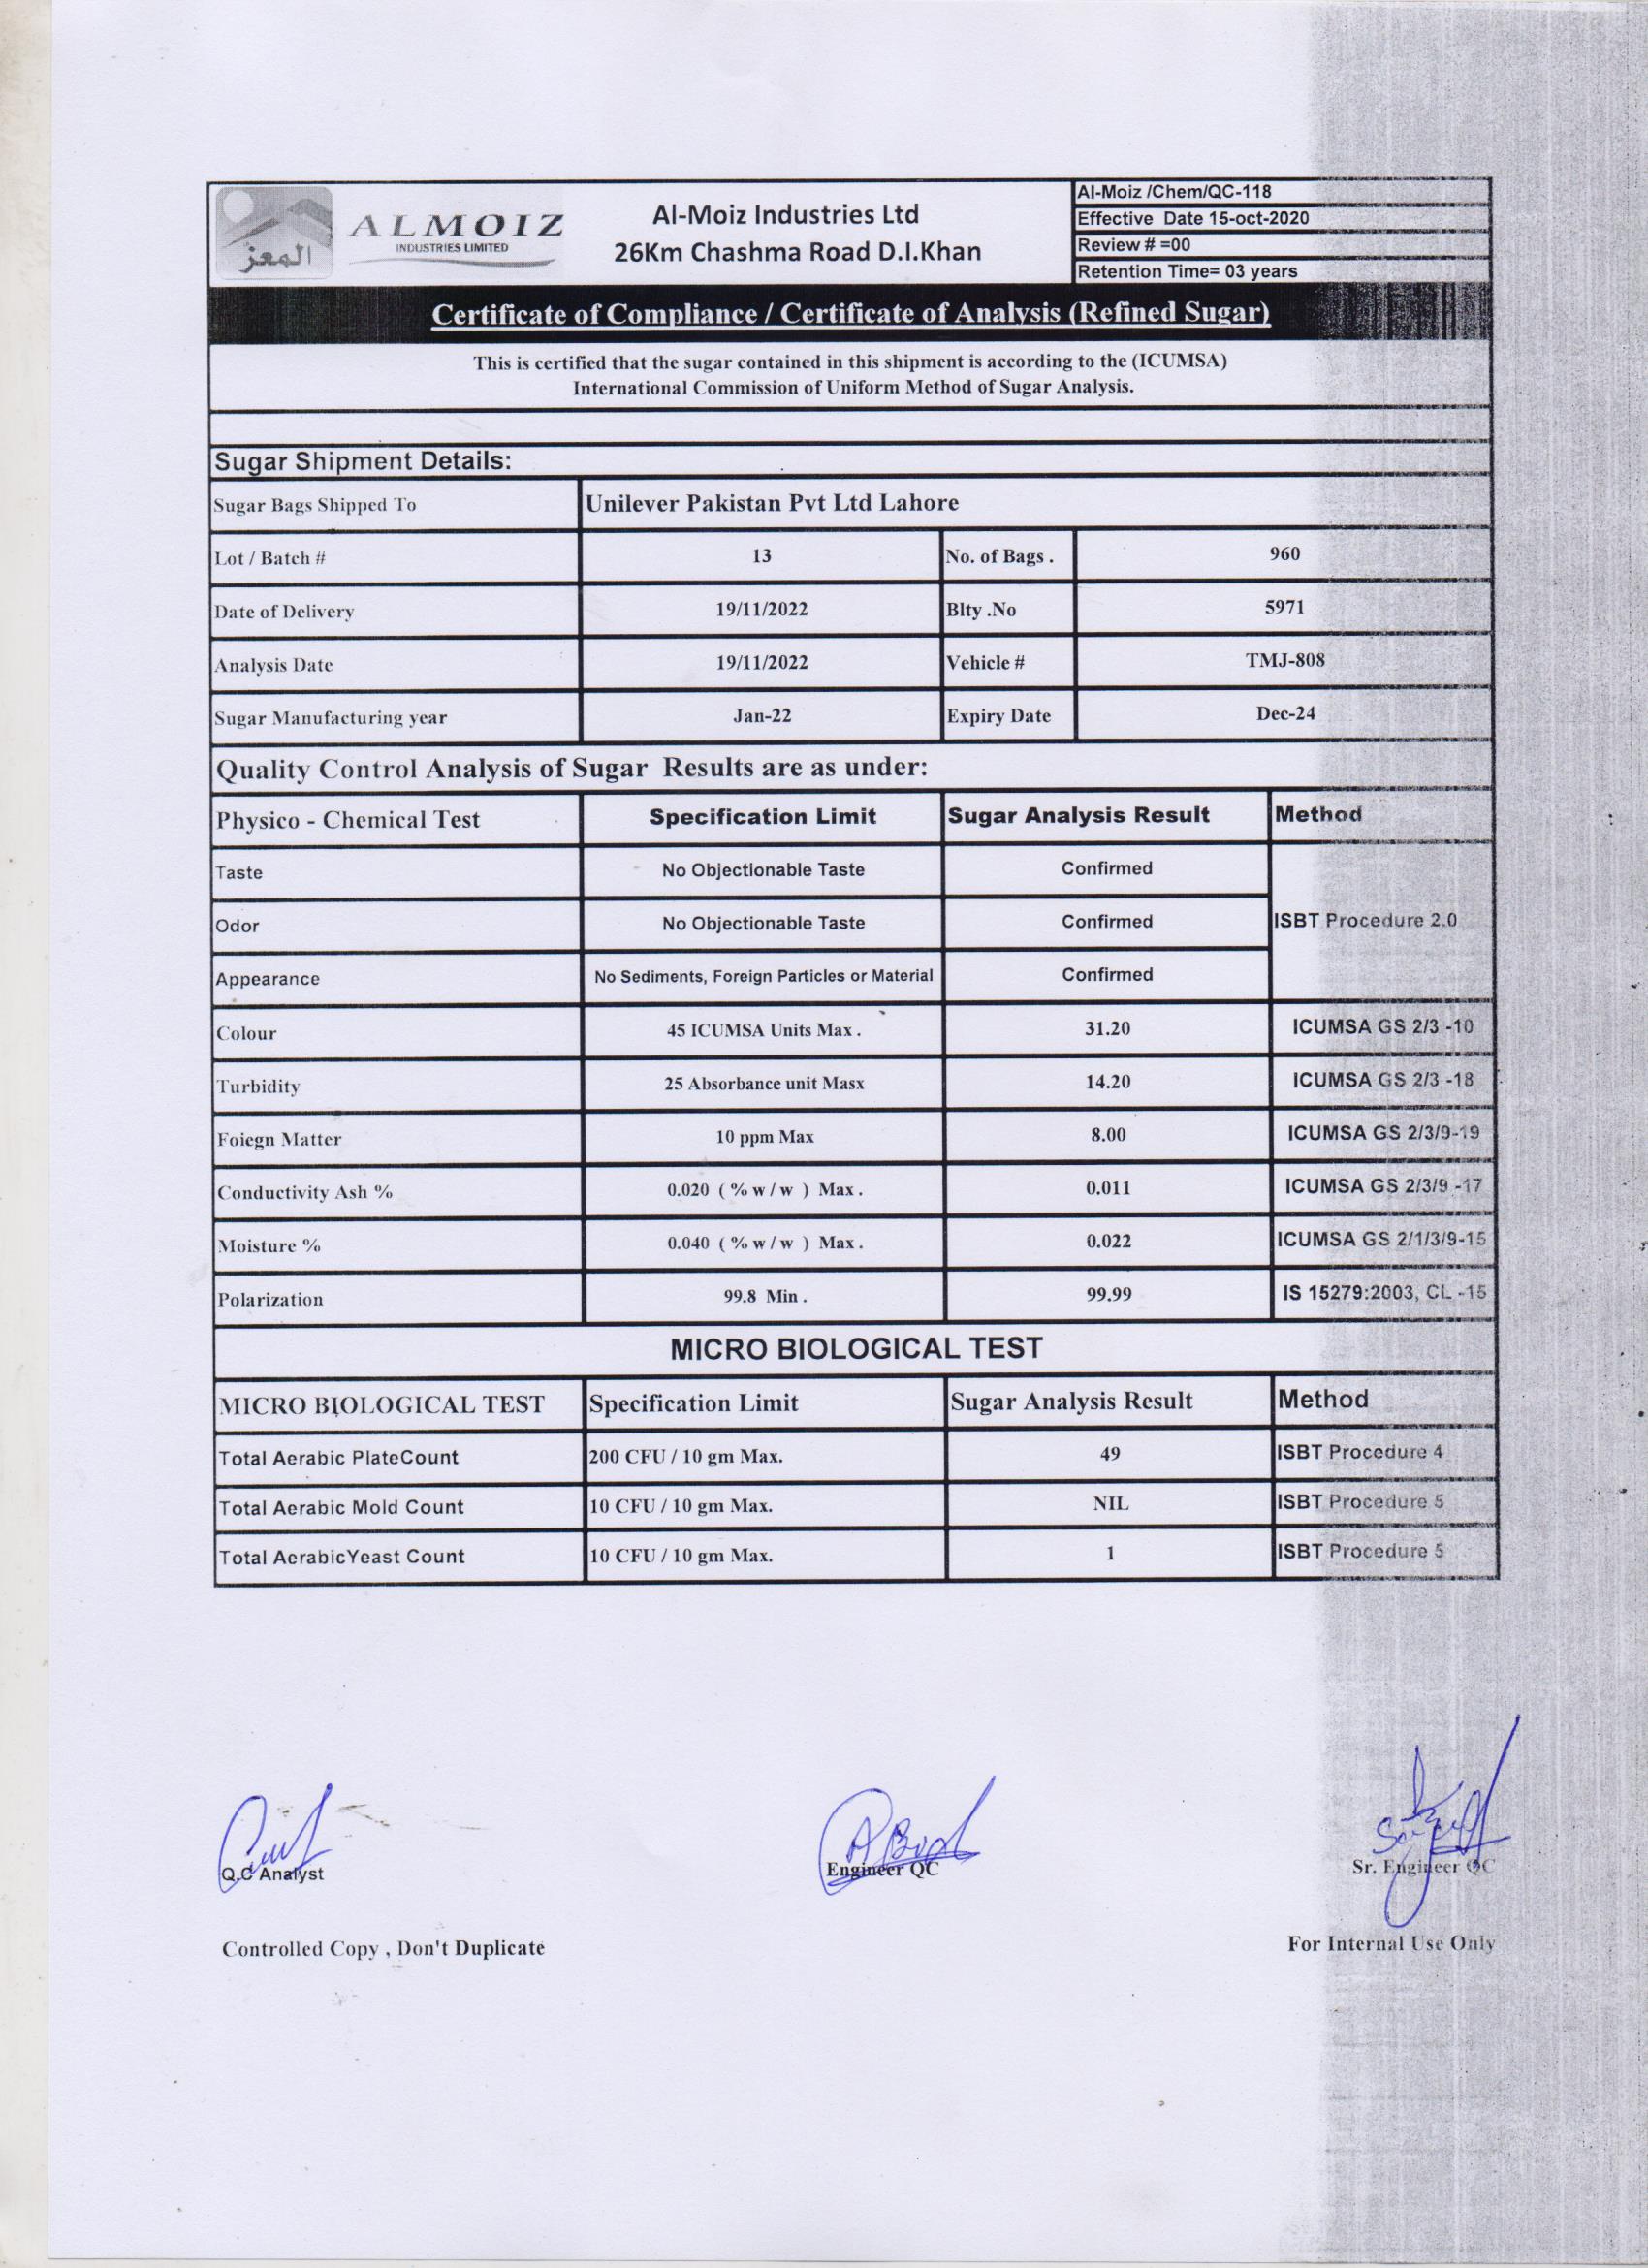 المعز
ALMOIZ
INDUSTRIES LIMITED
Al-Moiz Industries Ltd
26Km Chashma Road D.I.Khan
Al-Moiz /Chem/QC-118
Effective Date 15-oct-2020
Review # =00
Retention Time= 03 years
Certificate of Compliance / Certificate of Analysis (Refined Sugar)
This is certified that the sugar contained in this shipment is according to the (ICUMSA)
International Commission of Uniform Method of Sugar Analysis.
Sugar Shipment Details:
Sugar Bags Shipped To Unilever Pakistan Pvt Ltd Lahore
Lot / Batch # 13 No. of Bags . 960
Date of Delivery 19/11/2022 Blty .No 5971
Analysis Date 19/11/2022 Vehicle # TMJ-808
Sugar Manufacturing year Jan-22 Expiry Date Dec-24
Quality Control Analysis of Sugar Results are as under:
Physico - Chemical Test Specification Limit Sugar Analysis Result Method
Taste No Objectionable Taste Confirmed
Odor No Objectionable Taste Confirmed ISBT Procedure 2.0
Appearance No Sediments, Foreign Particles or Material Confirmed
Colour 45 ICUMSA Units Max . 31.20 ICUMSA GS 2/3 -10
Turbidity 25 Absorbance unit Masx 14.20 ICUMSA GS 2/3 -18
Foiegn Matter 10 ppm Max 8.00 ICUMSA GS 2/3/9-19
Conductivity Ash % 0.020 ( % w / w ) Max . 0.011 ICUMSA GS 2/3/9 -17
Moisture % 0.040 ( % w / w ) Max . 0.022 ICUMSA GS 2/1/3/9-15
Polarization 99.8 Min . 99.99 IS 15279:2003, CL -15
MICRO BIOLOGICAL TEST
MICRO BIOLOGICAL TEST Specification Limit Sugar Analysis Result Method
Total Aerabic PlateCount 200 CFU / 10 gm Max. 49 ISBT Procedure 4
Total Aerabic Mold Count 10 CFU / 10 gm Max. NIL ISBT Procedure 5
Total AerabicYeast Count 10 CFU / 10 gm Max. 1 ISBT Procedure 5
Q.C Analyst Engineer QC Sr. Engineer QC
Controlled Copy , Don't Duplicate For Internal Use Only